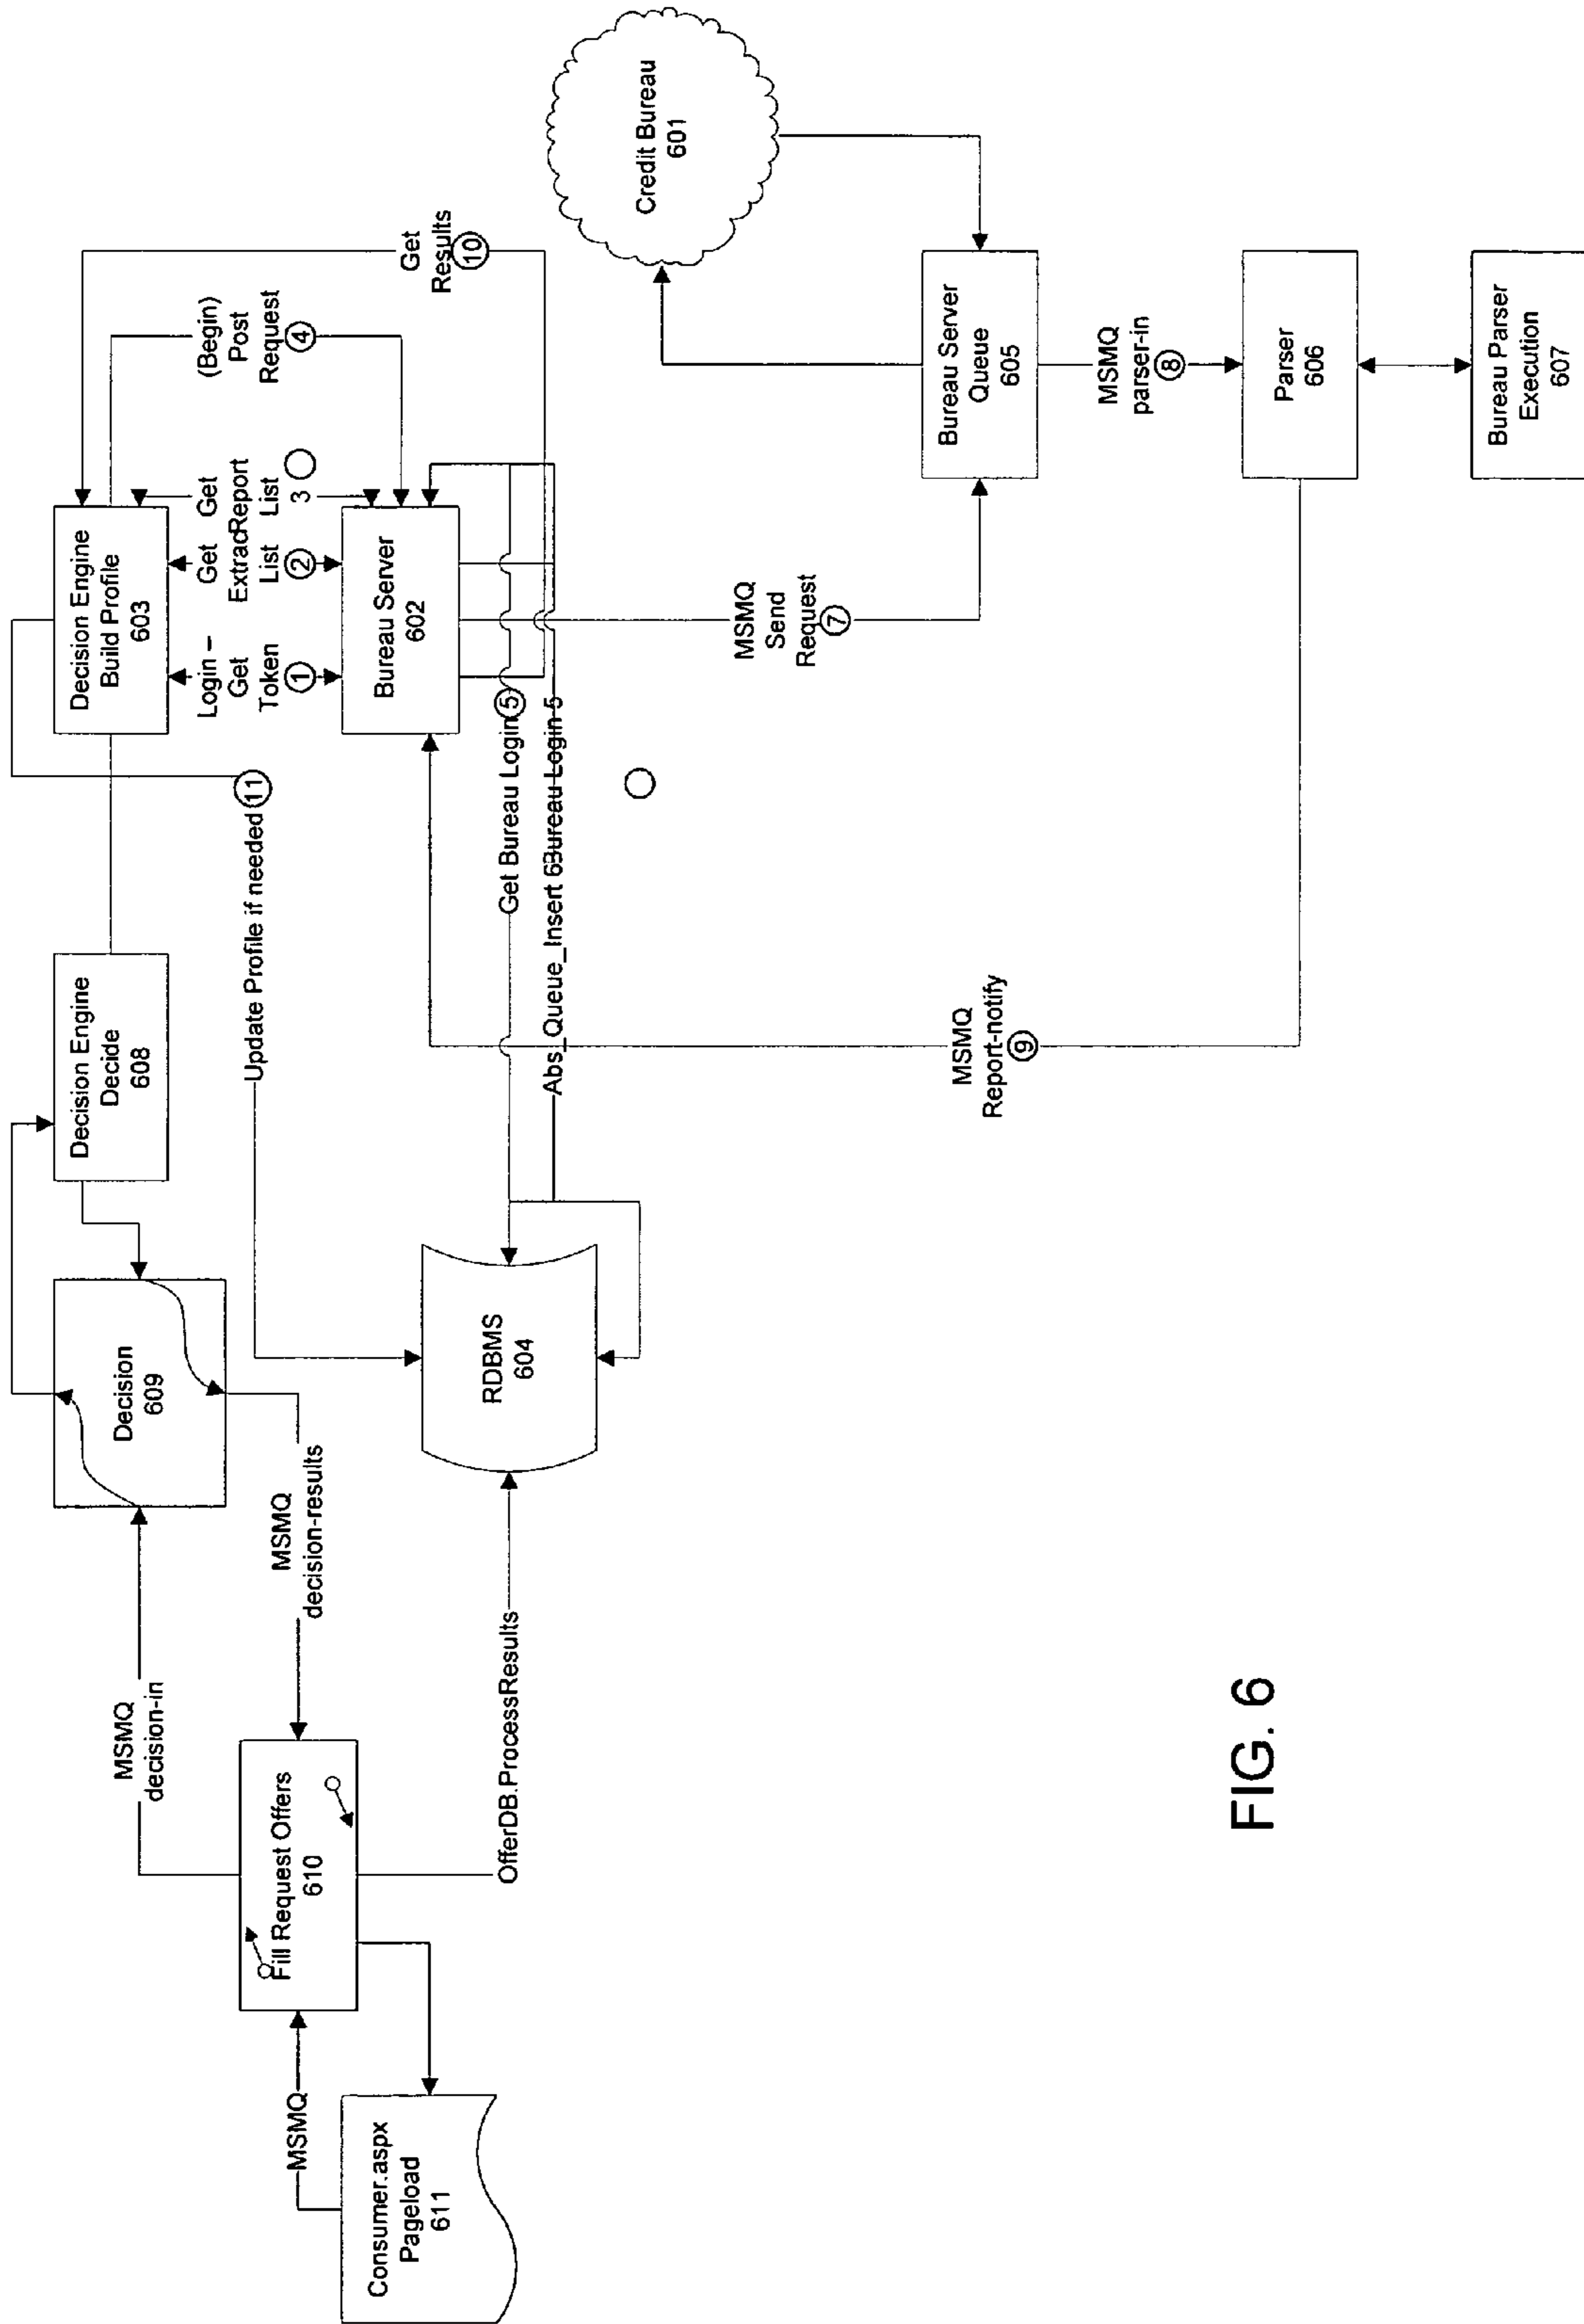 Consumer.aspx
Pageload
611
MSMQ
Fill Request Offers
610
MSMQ
decision-in
MSMQ
decision-results
OfferDB.ProcessResults
Decision
609
RDBMS
604
Decision Engine
Decide
608
Update Profile if needed
11
Decision Engine
Build Profile
603
Login –
Get
Token
1
Get
Extract
List
2
Get
Report
List
3
(Begin)
Post
Request
4
Get
Results
10
Bureau Server
602
Get Bureau Login
5
Abs_Queue_Insert 6
Bureau Login 5
MSMQ
Send
Request
7
MSMQ
Report-notify
9
Credit Bureau
601
Bureau Server
Queue
605
MSMQ
parser-in
8
Parser
606
Bureau Parser
Execution
607
FIG. 6